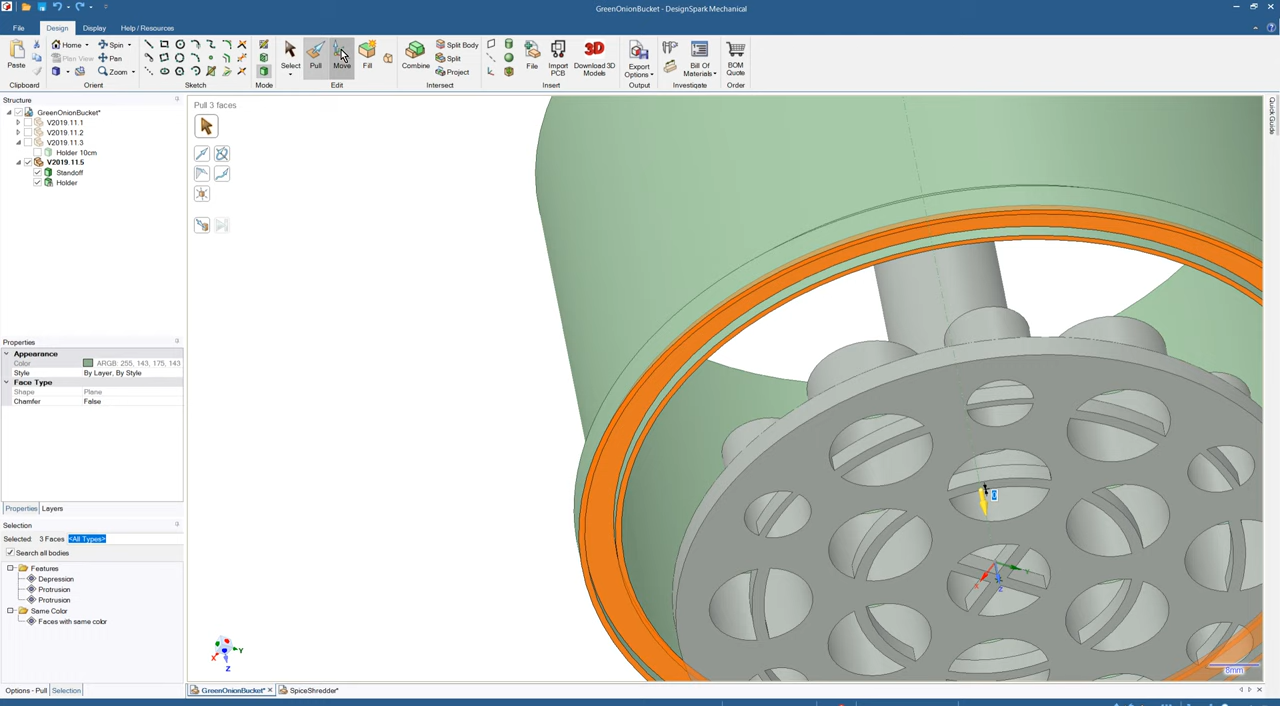 GreenOnionBucket - DesignSpark Mechanical
File Design Display Help / Resources
Paste
Clipboard
Home Spin
Plan View Pan
Zoom
Orient
Sketch
Mode
Select Pull Move Fill
Edit
Combine
Split Body
Split
Project
Intersect
File
Import PCB
Download 3D Models
Insert
Export Options
Output
Bill Of Materials
Investigate
BOM Quote
Order
Structure
GreenOnionBucket*
V2019.11.1
V2019.11.2
V2019.11.3
Holder 10cm
V2019.11.5
Standoff
Holder
Pull 3 faces
Quick Guide
Properties
Appearance
Color ARGB: 255, 143, 175, 143
Style By Layer, By Style
Face Type
Shape Plane
Chamfer False
Properties Layers
Selection
Selected: 3 Faces <All Types>
Search all bodies
Features
Depression
Protrusion
Protrusion
Same Color
Faces with same color
Options - Pull Selection
0
X Y Z
X Y Z
8mm
GreenOnionBucket* SpiceShredder*